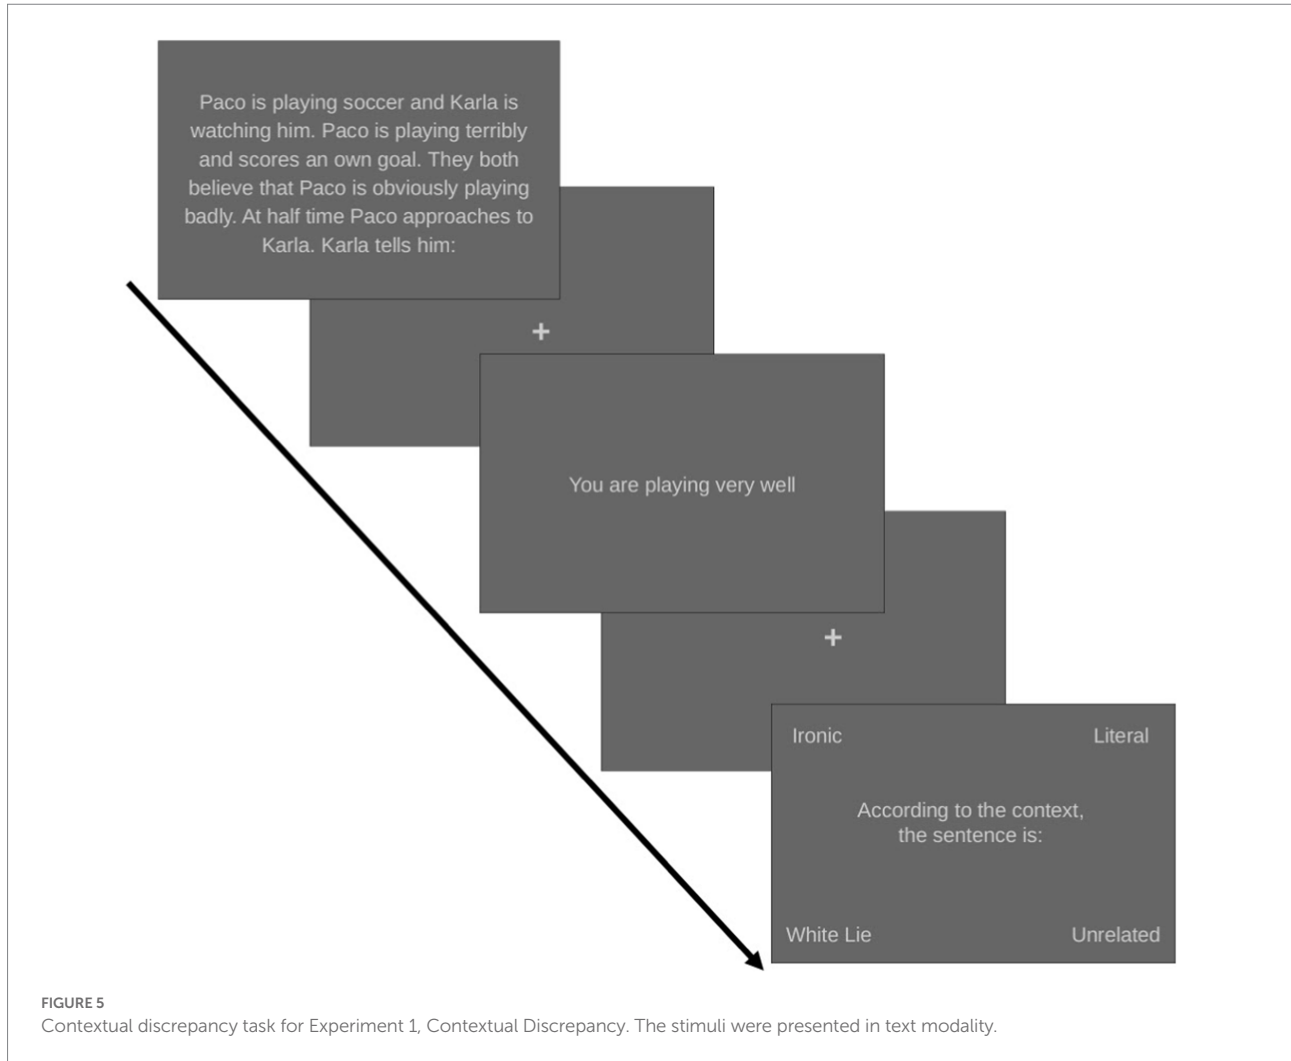 Paco is playing soccer and Karla is
watching him. Paco is playing terribly
and scores an own goal. They both
believe that Paco is obviously playing
badly. At half time Paco approaches to
Karla. Karla tells him:
+
You are playing very well
+
Ironic
Literal
According to the context,
the sentence is:
White Lie
Unrelated
FIGURE 5
Contextual discrepancy task for Experiment 1, Contextual Discrepancy. The stimuli were presented in text modality.